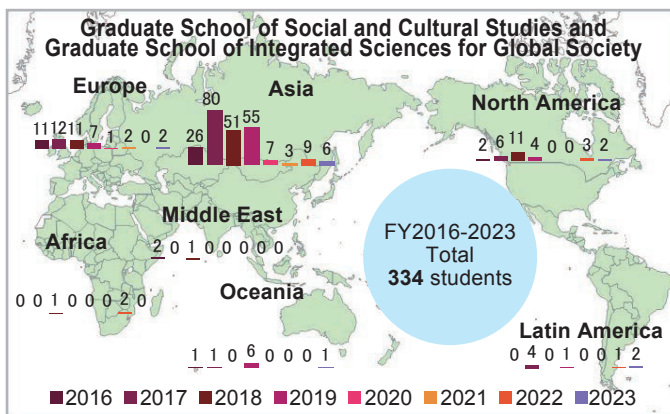 Graduate School of Social and Cultural Studies and
Graduate School of Integrated Sciences for Global Society
Europe
11 12 11 7 1 2 0 2
Asia
26 80 51 55 7 3 9 6
North America
2 6 11 4 0 0 3 2
Middle East
2 0 1 0 0 0 0 0
Africa
0 0 1 0 0 0 2 0
FY2016-2023
Total
334 students
Oceania
1 1 0 6 0 0 0 1
Latin America
0 4 0 1 0 0 1 2
2016 2017 2018 2019 2020 2021 2022 2023